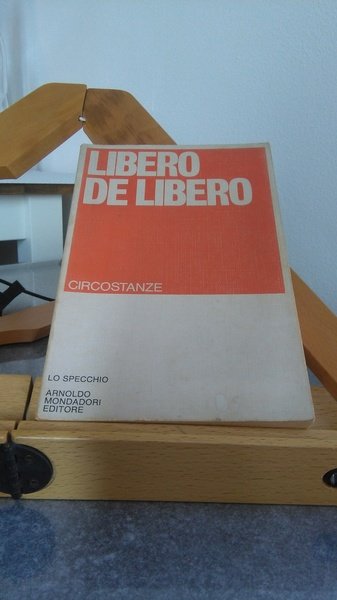 LIBERO
DE LIBERO
CIRCOSTANZE
LO SPECCHIO
ARNOLDO
MONDADORI
EDITORE